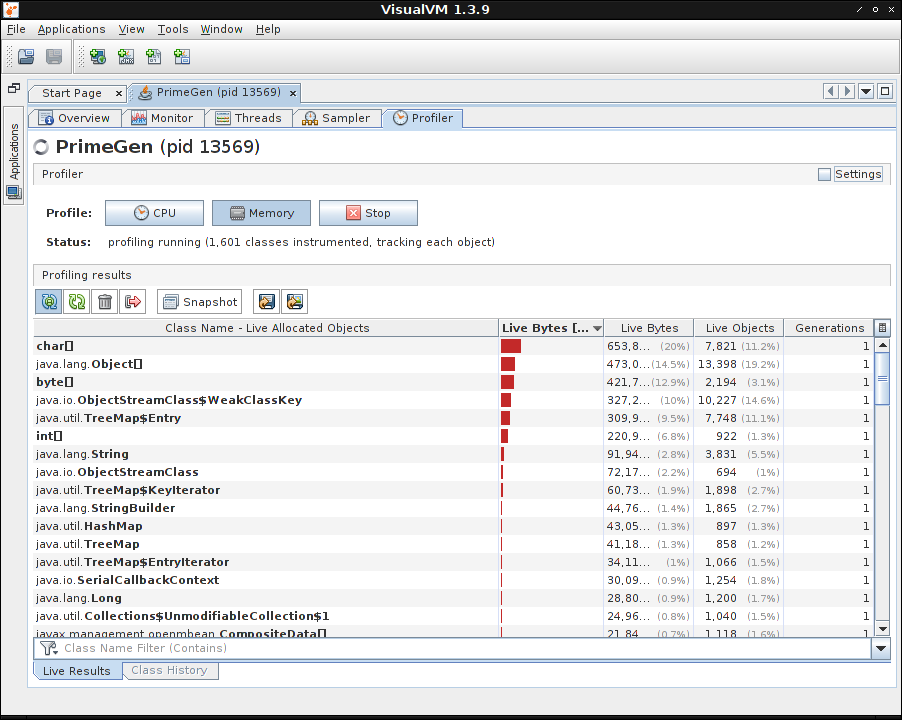 VisualVM 1.3.9
File Applications View Tools Window Help
Start Page × PrimeGen (pid 13569) ×
Applications
Overview Monitor Threads Sampler Profiler
PrimeGen (pid 13569)
Profiler Settings
Profile: CPU Memory Stop
Status: profiling running (1,601 classes instrumented, tracking each object)
Profiling results
Snapshot
Class Name - Live Allocated Objects Live Bytes [... Live Bytes Live Objects Generations
char[] 653,8... (20%) 7,821 (11.2%) 1
java.lang.Object[] 473,0... (14.5%) 13,398 (19.2%) 1
byte[] 421,7... (12.9%) 2,194 (3.1%) 1
java.io.ObjectStreamClass$WeakClassKey 327,2... (10%) 10,227 (14.6%) 1
java.util.TreeMap$Entry 309,9... (9.5%) 7,748 (11.1%) 1
int[] 220,9... (6.8%) 922 (1.3%) 1
java.lang.String 91,94... (2.8%) 3,831 (5.5%) 1
java.io.ObjectStreamClass 72,17... (2.2%) 694 (1%) 1
java.util.TreeMap$KeyIterator 60,73... (1.9%) 1,898 (2.7%) 1
java.lang.StringBuilder 44,76... (1.4%) 1,865 (2.7%) 1
java.util.HashMap 43,05... (1.3%) 897 (1.3%) 1
java.util.TreeMap 41,18... (1.3%) 858 (1.2%) 1
java.util.TreeMap$EntryIterator 34,11... (1%) 1,066 (1.5%) 1
java.io.SerialCallbackContext 30,09... (0.9%) 1,254 (1.8%) 1
java.lang.Long 28,80... (0.9%) 1,200 (1.7%) 1
java.util.Collections$UnmodifiableCollection$1 24,96... (0.8%) 1,040 (1.5%) 1
javax.management.openmbean.CompositeData[] 21,84... (0.7%) 1,118 (1.6%) 1
Class Name Filter (Contains)
Live Results Class History